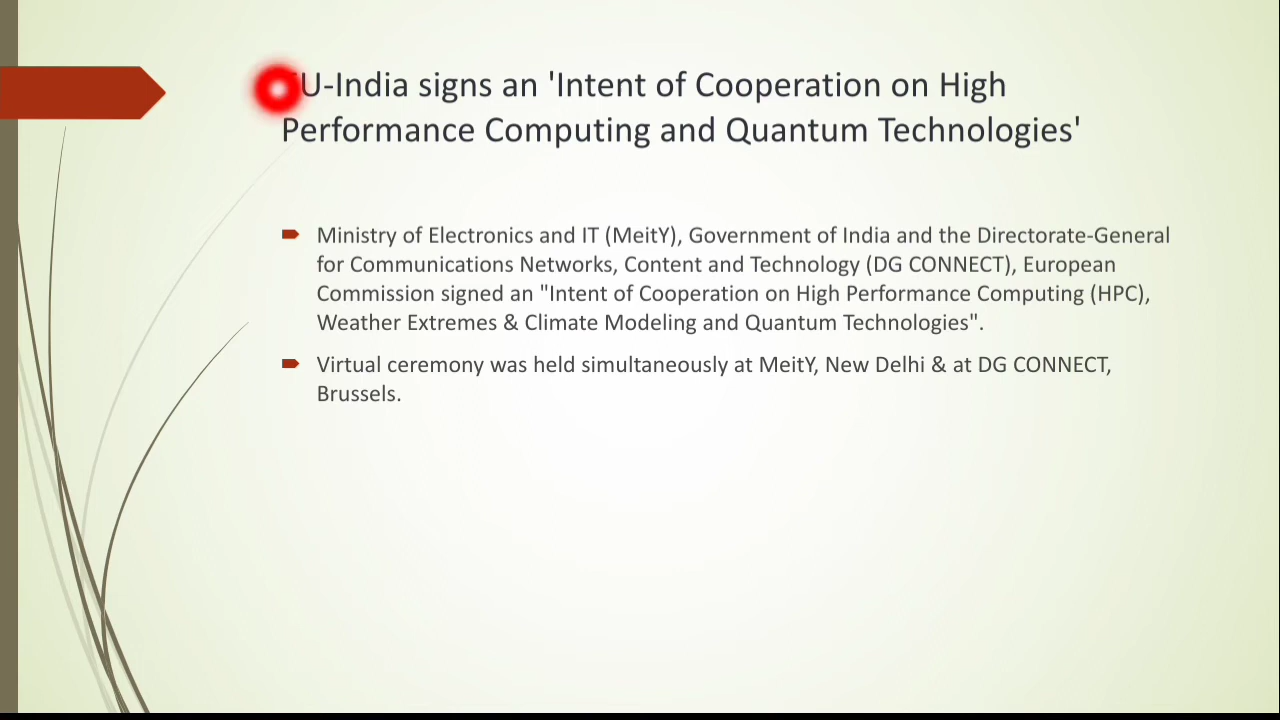 U-India signs an 'Intent of Cooperation on High
Performance Computing and Quantum Technologies'
Ministry of Electronics and IT (MeitY), Government of India and the Directorate-General
for Communications Networks, Content and Technology (DG CONNECT), European
Commission signed an "Intent of Cooperation on High Performance Computing (HPC),
Weather Extremes & Climate Modeling and Quantum Technologies".
Virtual ceremony was held simultaneously at MeitY, New Delhi & at DG CONNECT,
Brussels.